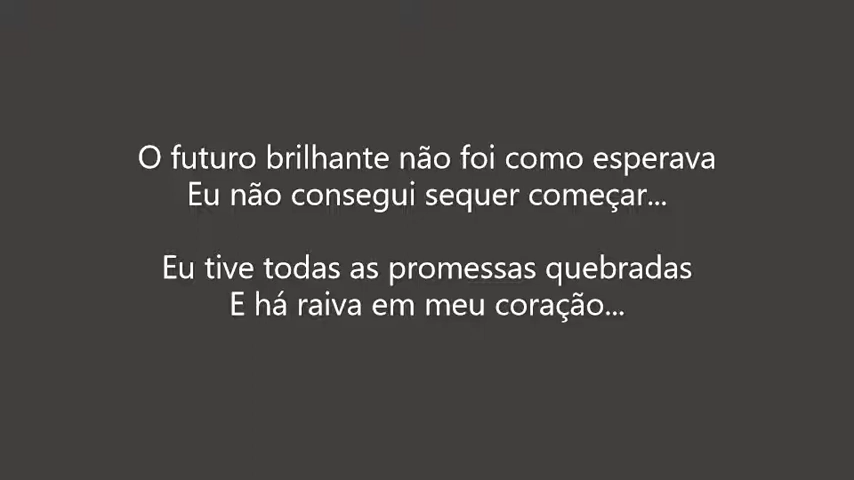 O futuro brilhante não foi como esperava
Eu não consegui sequer começar...
Eu tive todas as promessas quebradas
E há raiva em meu coração...